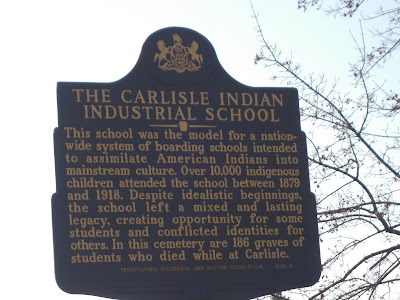 THE CARLISLE INDIAN
INDUSTRIAL SCHOOL
This school was the model for a nation-
wide system of boarding schools intended
to assimilate American Indians into
mainstream culture. Over 10,000 indigenous
children attended the school between 1879
and 1918. Despite idealistic beginnings,
the school left a mixed and lasting
legacy, creating opportunity for some
students and conflicted identities for
others. In this cemetery are 186 graves of
students who died while at Carlisle.
PENNSYLVANIA HISTORICAL AND MUSEUM COMMISSION